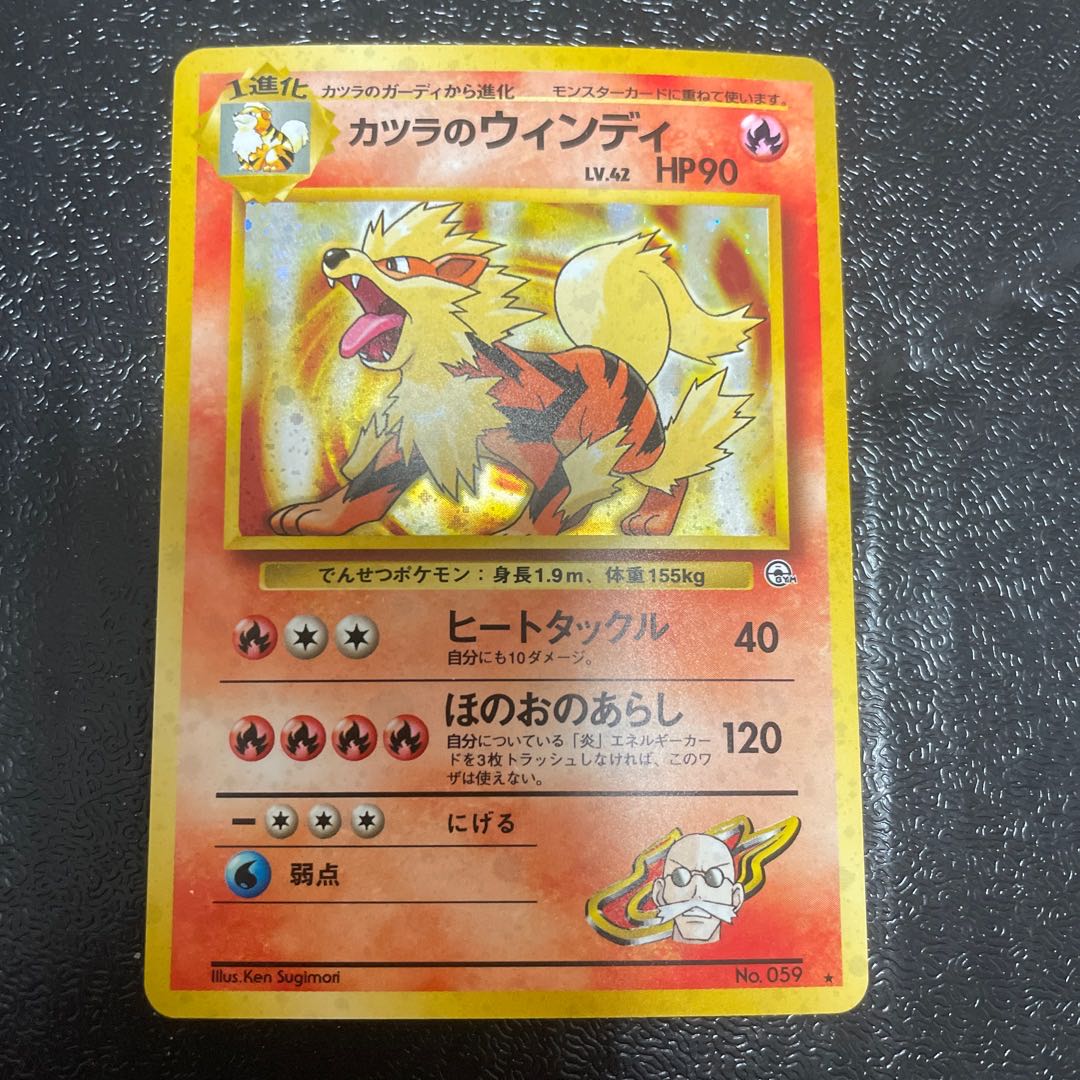 1進化
カツラのガーディから進化 モンスターカードに重ねて使います。
カツラのウィンディ
LV.42 HP90
でんせつポケモン：身長1.9m、体重155kg
GYM
ヒートタックル 40
自分にも10ダメージ。
ほのおのあらし 120
自分についている「炎」エネルギーカー
ドを3枚トラッシュしなければ、このワ
ザは使えない。
にげる
弱点
Illus.Ken Sugimori No. 059 ★